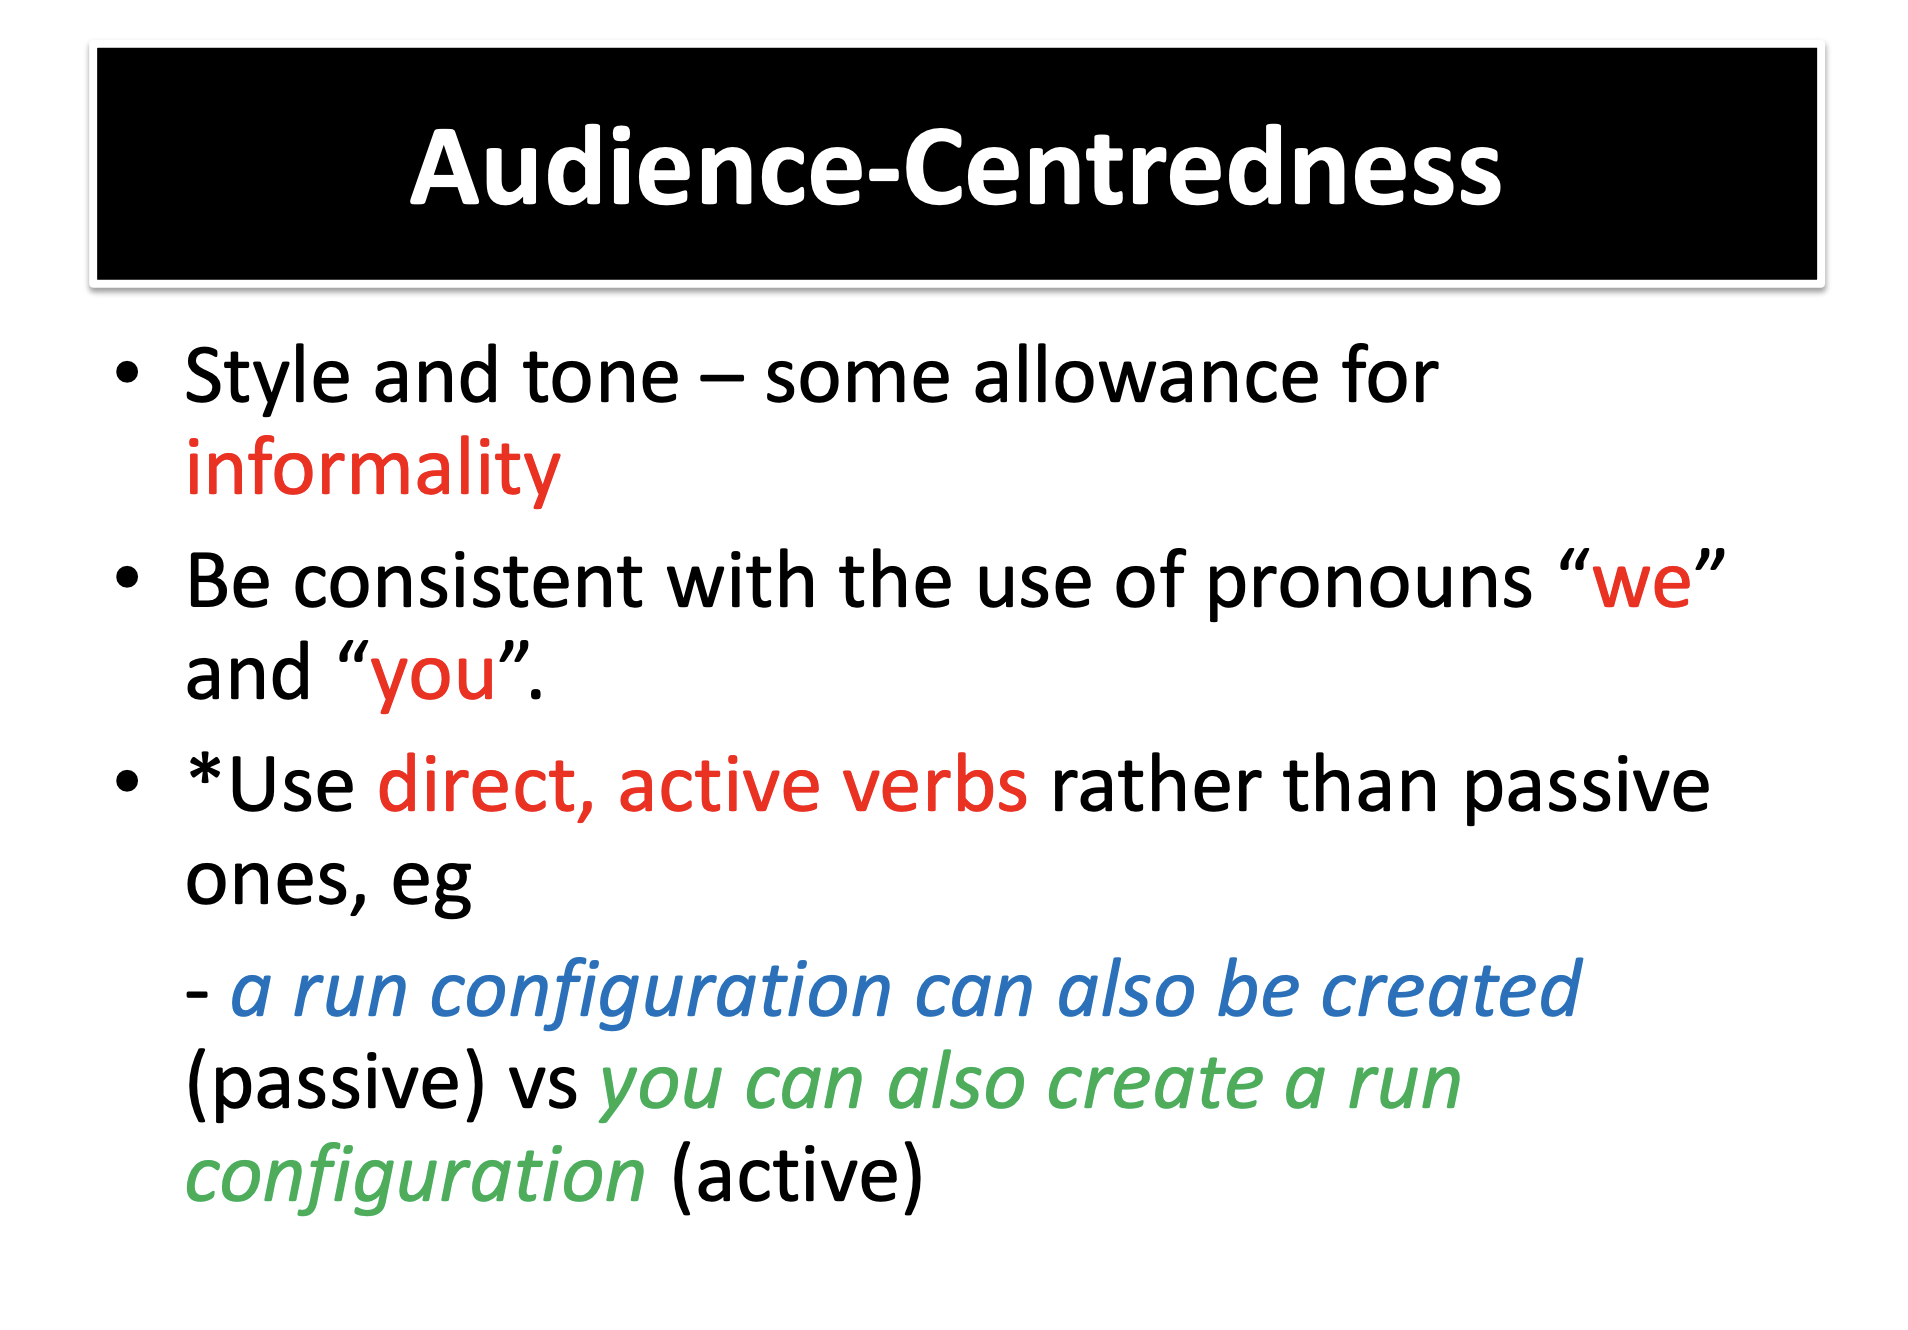 Audience-Centredness
• Style and tone – some allowance for
informality
• Be consistent with the use of pronouns “we”
and “you”.
• *Use direct, active verbs rather than passive
ones, eg
- a run configuration can also be created
(passive) vs you can also create a run
configuration (active)